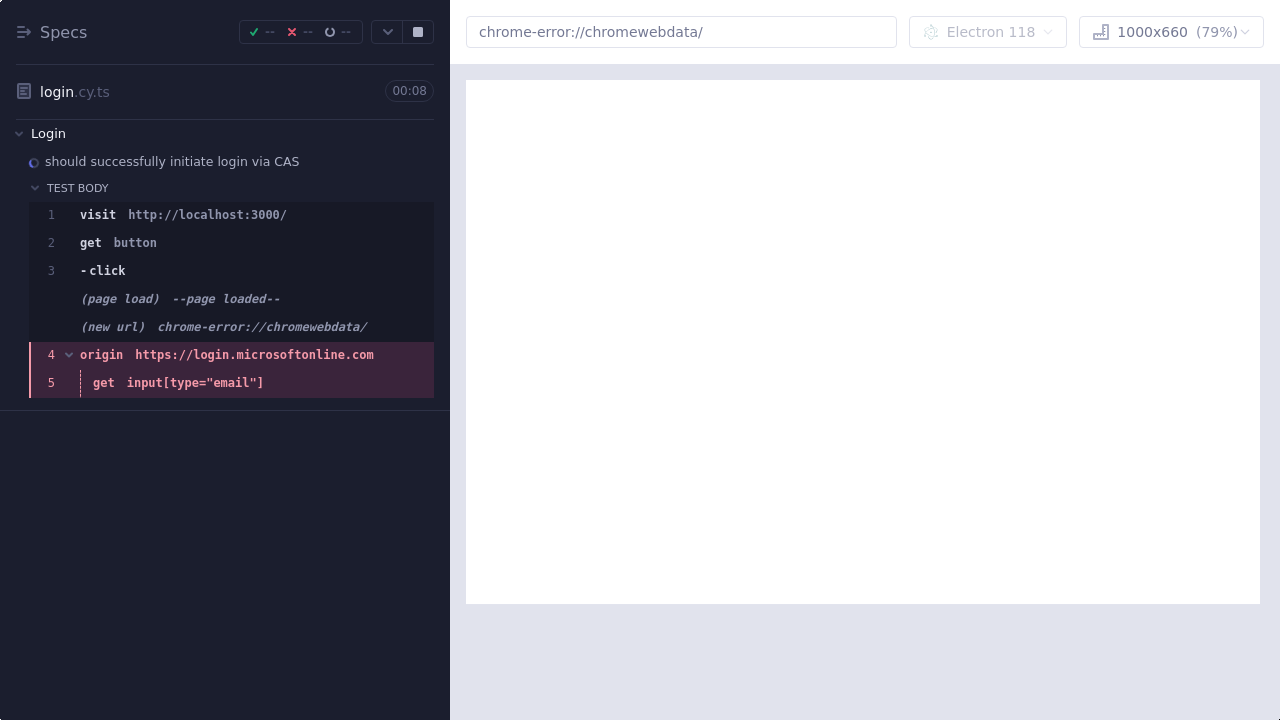 Specs
-- -- --
login.cy.ts 00:08
Login
should successfully initiate login via CAS
TEST BODY
1 visit http://localhost:3000/
2 get button
3 -click
(page load) --page loaded--
(new url) chrome-error://chromewebdata/
4 origin https://login.microsoftonline.com
5 get input[type="email"]
chrome-error://chromewebdata/
Electron 118
1000x660 (79%)